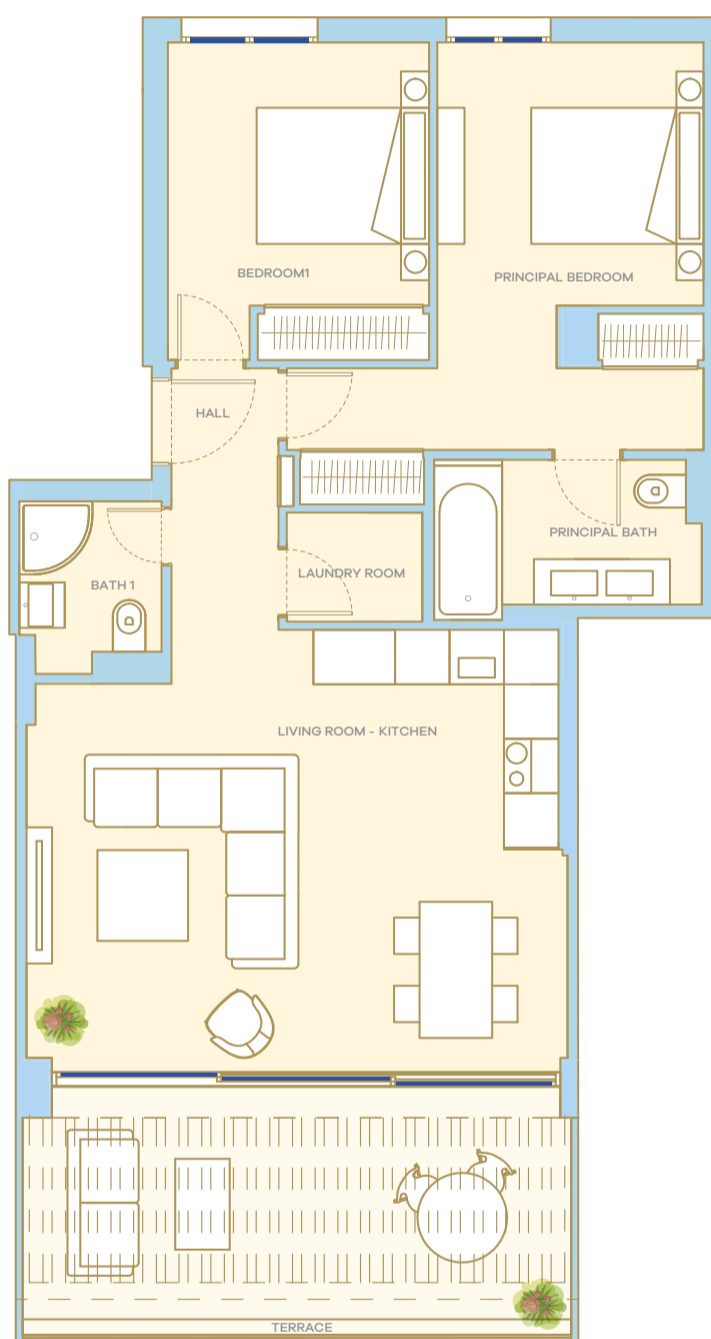 BEDROOM1
PRINCIPAL BEDROOM
HALL
PRINCIPAL BATH
LAUNDRY ROOM
BATH 1
LIVING ROOM - KITCHEN
TERRACE